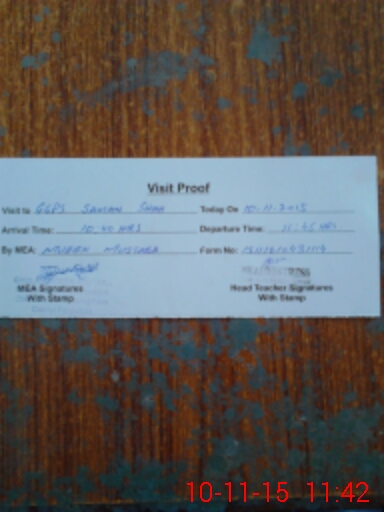 Visit Proof
Visit to GGPS SAWAN SHAH Today On 10-11-2015
Arrival Time: 10 40 HRS Departure Time: 11:45 HRS
By MEA: Form No:
MEA Signatures Head Teacher Signatures
With Stamp With Stamp
10-11-15 11:42